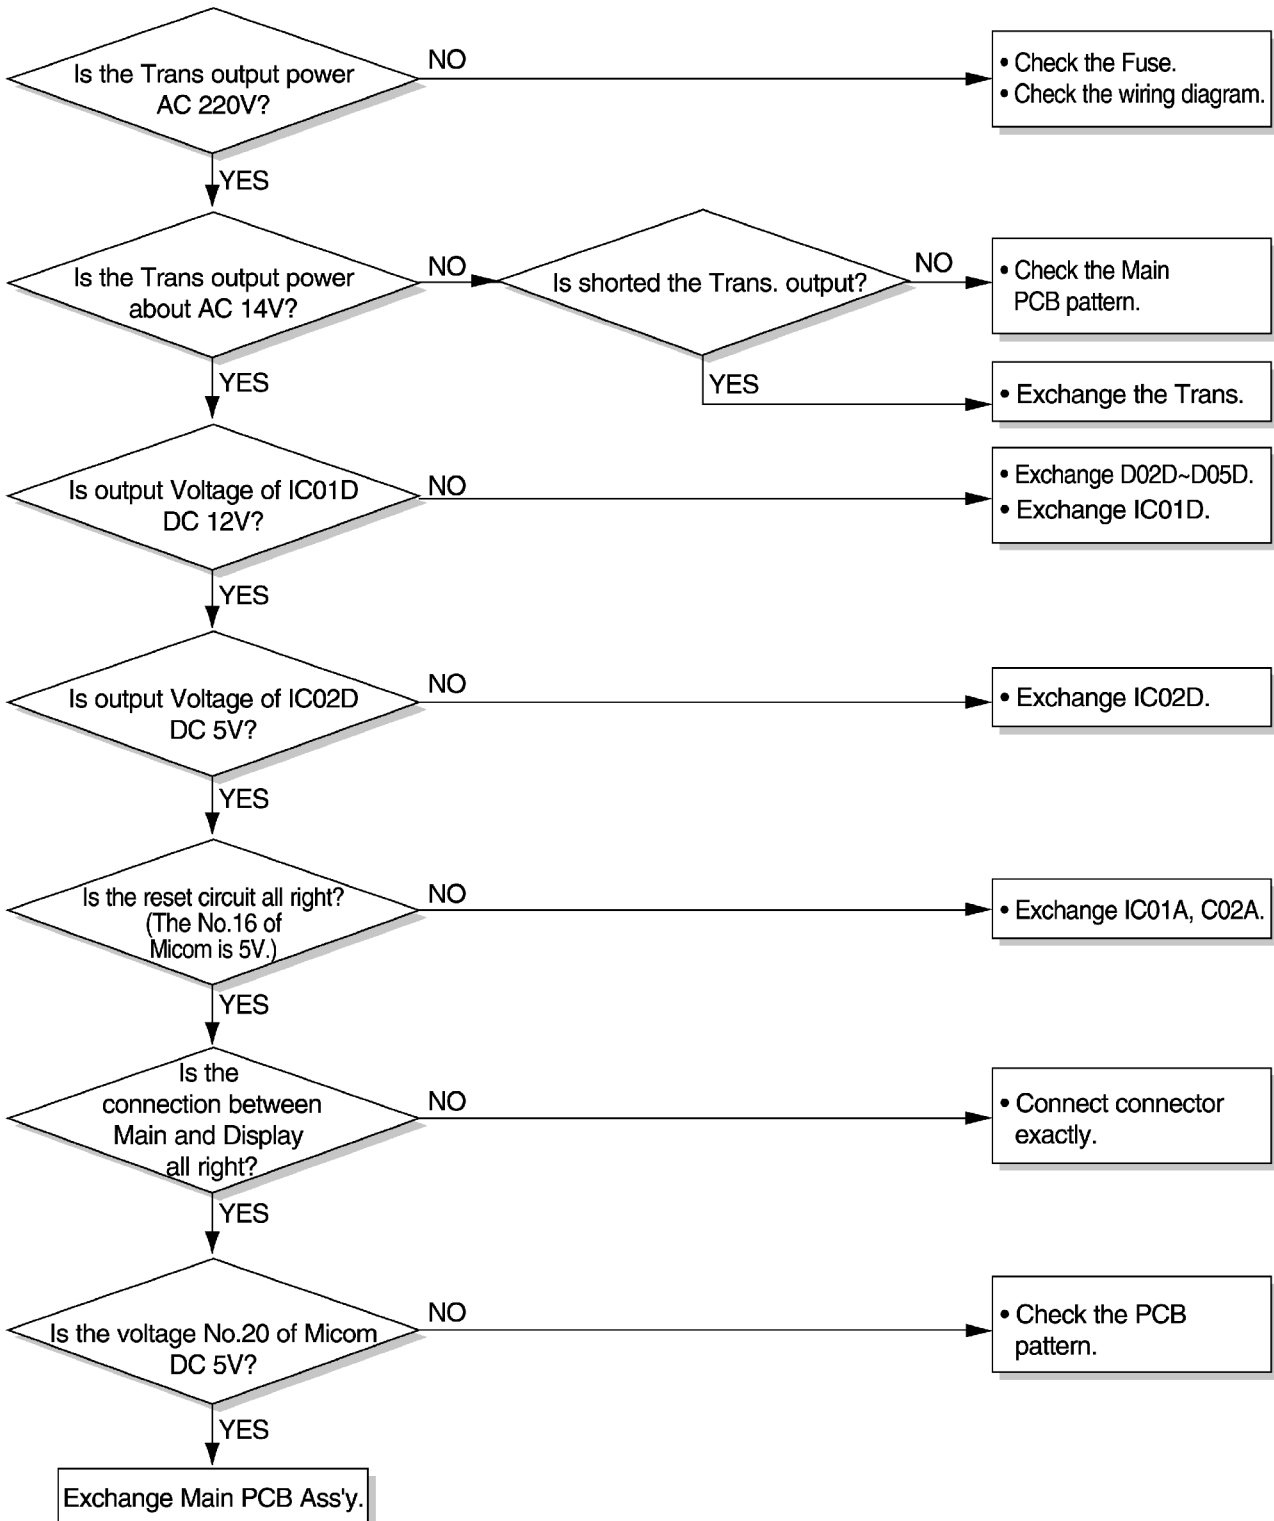 Is the Trans output power
AC 220V?
NO
• Check the Fuse.
• Check the wiring diagram.
YES
Is the Trans output power
about AC 14V?
NO
Is shorted the Trans. output?
NO
• Check the Main
PCB pattern.
YES
YES
• Exchange the Trans.
Is output Voltage of IC01D
DC 12V?
NO
• Exchange D02D~D05D.
• Exchange IC01D.
YES
Is output Voltage of IC02D
DC 5V?
NO
• Exchange IC02D.
YES
Is the reset circuit all right?
(The No.16 of
Micom is 5V.)
NO
• Exchange IC01A, C02A.
YES
Is the
connection between
Main and Display
all right?
NO
• Connect connector
exactly.
YES
Is the voltage No.20 of Micom
DC 5V?
NO
• Check the PCB
pattern.
YES
Exchange Main PCB Ass'y.